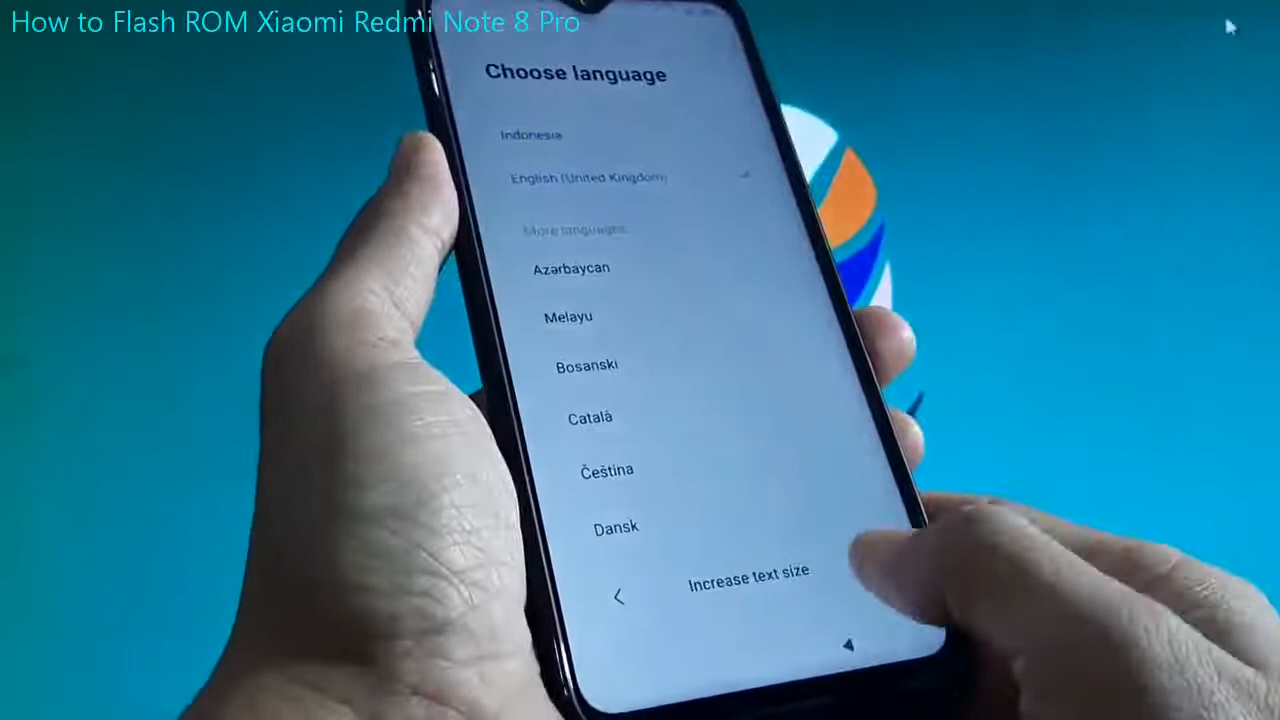 How to Flash ROM Xiaomi Redmi Note 8 Pro
Choose language
Indonesia
English (United Kingdom)
More languages
Azərbaycan
Melayu
Bosanski
Català
Čeština
Dansk
Increase text size